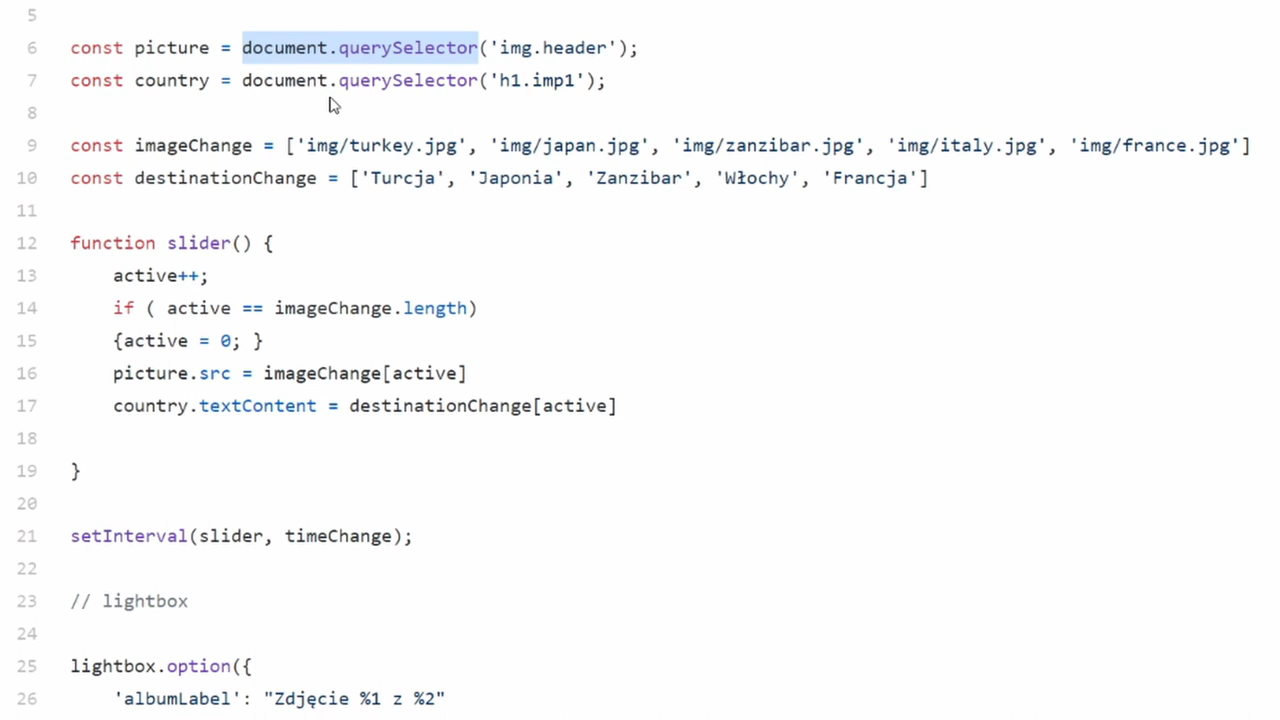 5
6 const picture = document.querySelector('img.header');
7 const country = document.querySelector('h1.imp1');
8
9 const imageChange = ['img/turkey.jpg', 'img/japan.jpg', 'img/zanzibar.jpg', 'img/italy.jpg', 'img/france.jpg']
10 const destinationChange = ['Turcja', 'Japonia', 'Zanzibar', 'Włochy', 'Francja']
11
12 function slider() {
13     active++;
14     if ( active == imageChange.length)
15     {active = 0; }
16     picture.src = imageChange[active]
17     country.textContent = destinationChange[active]
18
19 }
20
21 setInterval(slider, timeChange);
22
23 // lightbox
24
25 lightbox.option({
26     'albumLabel': "Zdjęcie %1 z %2"